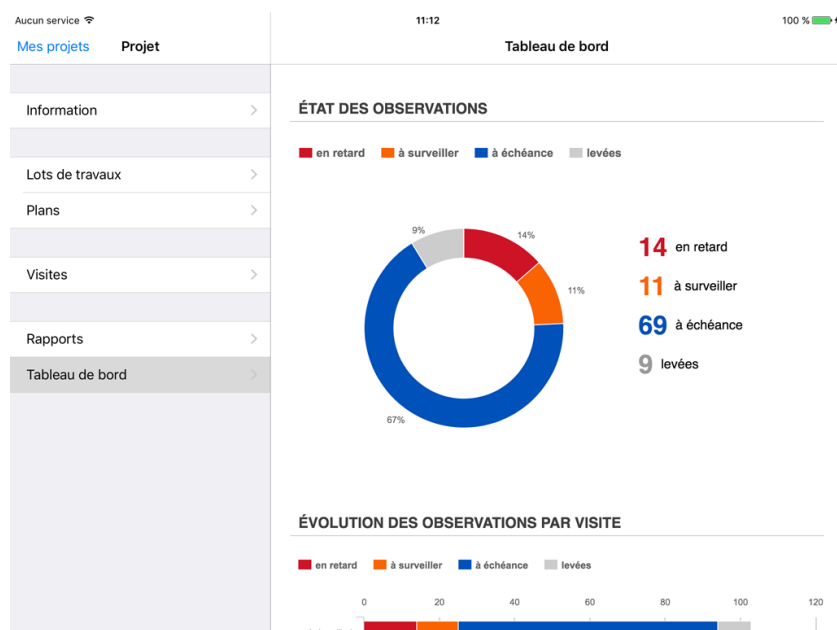 Aucun service 11:12 100 %
Mes projets Projet Tableau de bord
Information
Lots de travaux
Plans
Visites
Rapports
Tableau de bord
ÉTAT DES OBSERVATIONS
en retard à surveiller à échéance levées
9%
14%
11%
67%
14 en retard
11 à surveiller
69 à échéance
9 levées
ÉVOLUTION DES OBSERVATIONS PAR VISITE
en retard à surveiller à échéance levées
0 20 40 60 80 100 120